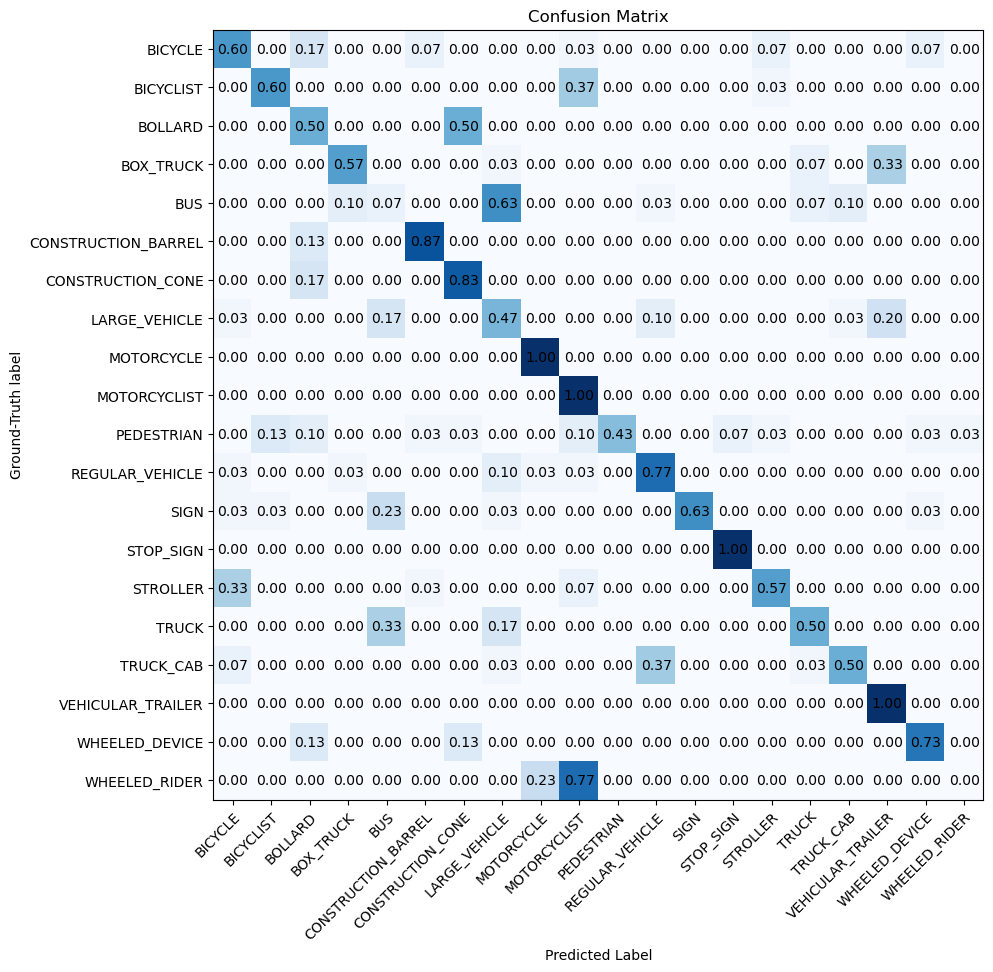 Confusion Matrix
BICYCLE 0.60 0.00 0.17 0.00 0.00 0.07 0.00 0.00 0.00 0.03 0.00 0.00 0.00 0.00 0.07 0.00 0.00 0.00 0.07 0.00
BICYCLIST 0.00 0.60 0.00 0.00 0.00 0.00 0.00 0.00 0.00 0.37 0.00 0.00 0.00 0.00 0.03 0.00 0.00 0.00 0.00 0.00
BOLLARD 0.00 0.00 0.50 0.00 0.00 0.00 0.50 0.00 0.00 0.00 0.00 0.00 0.00 0.00 0.00 0.00 0.00 0.00 0.00 0.00
BOX_TRUCK 0.00 0.00 0.00 0.57 0.00 0.00 0.00 0.03 0.00 0.00 0.00 0.00 0.00 0.00 0.00 0.07 0.00 0.33 0.00 0.00
BUS 0.00 0.00 0.00 0.10 0.07 0.00 0.00 0.63 0.00 0.00 0.00 0.03 0.00 0.00 0.00 0.07 0.10 0.00 0.00 0.00
CONSTRUCTION_BARREL 0.00 0.00 0.13 0.00 0.00 0.87 0.00 0.00 0.00 0.00 0.00 0.00 0.00 0.00 0.00 0.00 0.00 0.00 0.00 0.00
CONSTRUCTION_CONE 0.00 0.00 0.17 0.00 0.00 0.00 0.83 0.00 0.00 0.00 0.00 0.00 0.00 0.00 0.00 0.00 0.00 0.00 0.00 0.00
LARGE_VEHICLE 0.03 0.00 0.00 0.00 0.17 0.00 0.00 0.47 0.00 0.00 0.00 0.10 0.00 0.00 0.00 0.00 0.03 0.20 0.00 0.00
MOTORCYCLE 0.00 0.00 0.00 0.00 0.00 0.00 0.00 0.00 1.00 0.00 0.00 0.00 0.00 0.00 0.00 0.00 0.00 0.00 0.00 0.00
MOTORCYCLIST 0.00 0.00 0.00 0.00 0.00 0.00 0.00 0.00 0.00 1.00 0.00 0.00 0.00 0.00 0.00 0.00 0.00 0.00 0.00 0.00
PEDESTRIAN 0.00 0.13 0.10 0.00 0.00 0.03 0.03 0.00 0.00 0.10 0.43 0.00 0.00 0.07 0.03 0.00 0.00 0.00 0.03 0.03
REGULAR_VEHICLE 0.03 0.00 0.00 0.03 0.00 0.00 0.00 0.10 0.03 0.03 0.00 0.77 0.00 0.00 0.00 0.00 0.00 0.00 0.00 0.00
SIGN 0.03 0.03 0.00 0.00 0.23 0.00 0.00 0.03 0.00 0.00 0.00 0.00 0.63 0.00 0.00 0.00 0.00 0.00 0.03 0.00
STOP_SIGN 0.00 0.00 0.00 0.00 0.00 0.00 0.00 0.00 0.00 0.00 0.00 0.00 0.00 1.00 0.00 0.00 0.00 0.00 0.00 0.00
STROLLER 0.33 0.00 0.00 0.00 0.00 0.03 0.00 0.00 0.00 0.07 0.00 0.00 0.00 0.00 0.57 0.00 0.00 0.00 0.00 0.00
TRUCK 0.00 0.00 0.00 0.00 0.33 0.00 0.00 0.17 0.00 0.00 0.00 0.00 0.00 0.00 0.00 0.50 0.00 0.00 0.00 0.00
TRUCK_CAB 0.07 0.00 0.00 0.00 0.00 0.00 0.00 0.03 0.00 0.00 0.00 0.37 0.00 0.00 0.00 0.03 0.50 0.00 0.00 0.00
VEHICULAR_TRAILER 0.00 0.00 0.00 0.00 0.00 0.00 0.00 0.00 0.00 0.00 0.00 0.00 0.00 0.00 0.00 0.00 0.00 1.00 0.00 0.00
WHEELED_DEVICE 0.00 0.00 0.13 0.00 0.00 0.00 0.13 0.00 0.00 0.00 0.00 0.00 0.00 0.00 0.00 0.00 0.00 0.00 0.73 0.00
WHEELED_RIDER 0.00 0.00 0.00 0.00 0.00 0.00 0.00 0.00 0.23 0.77 0.00 0.00 0.00 0.00 0.00 0.00 0.00 0.00 0.00 0.00
Ground-Truth label
BICYCLE
BICYCLIST
BOLLARD
BOX_TRUCK
BUS
CONSTRUCTION_BARREL
CONSTRUCTION_CONE
LARGE_VEHICLE
MOTORCYCLE
MOTORCYCLIST
PEDESTRIAN
REGULAR_VEHICLE
SIGN
STOP_SIGN
STROLLER
TRUCK
TRUCK_CAB
VEHICULAR_TRAILER
WHEELED_DEVICE
WHEELED_RIDER
Predicted Label